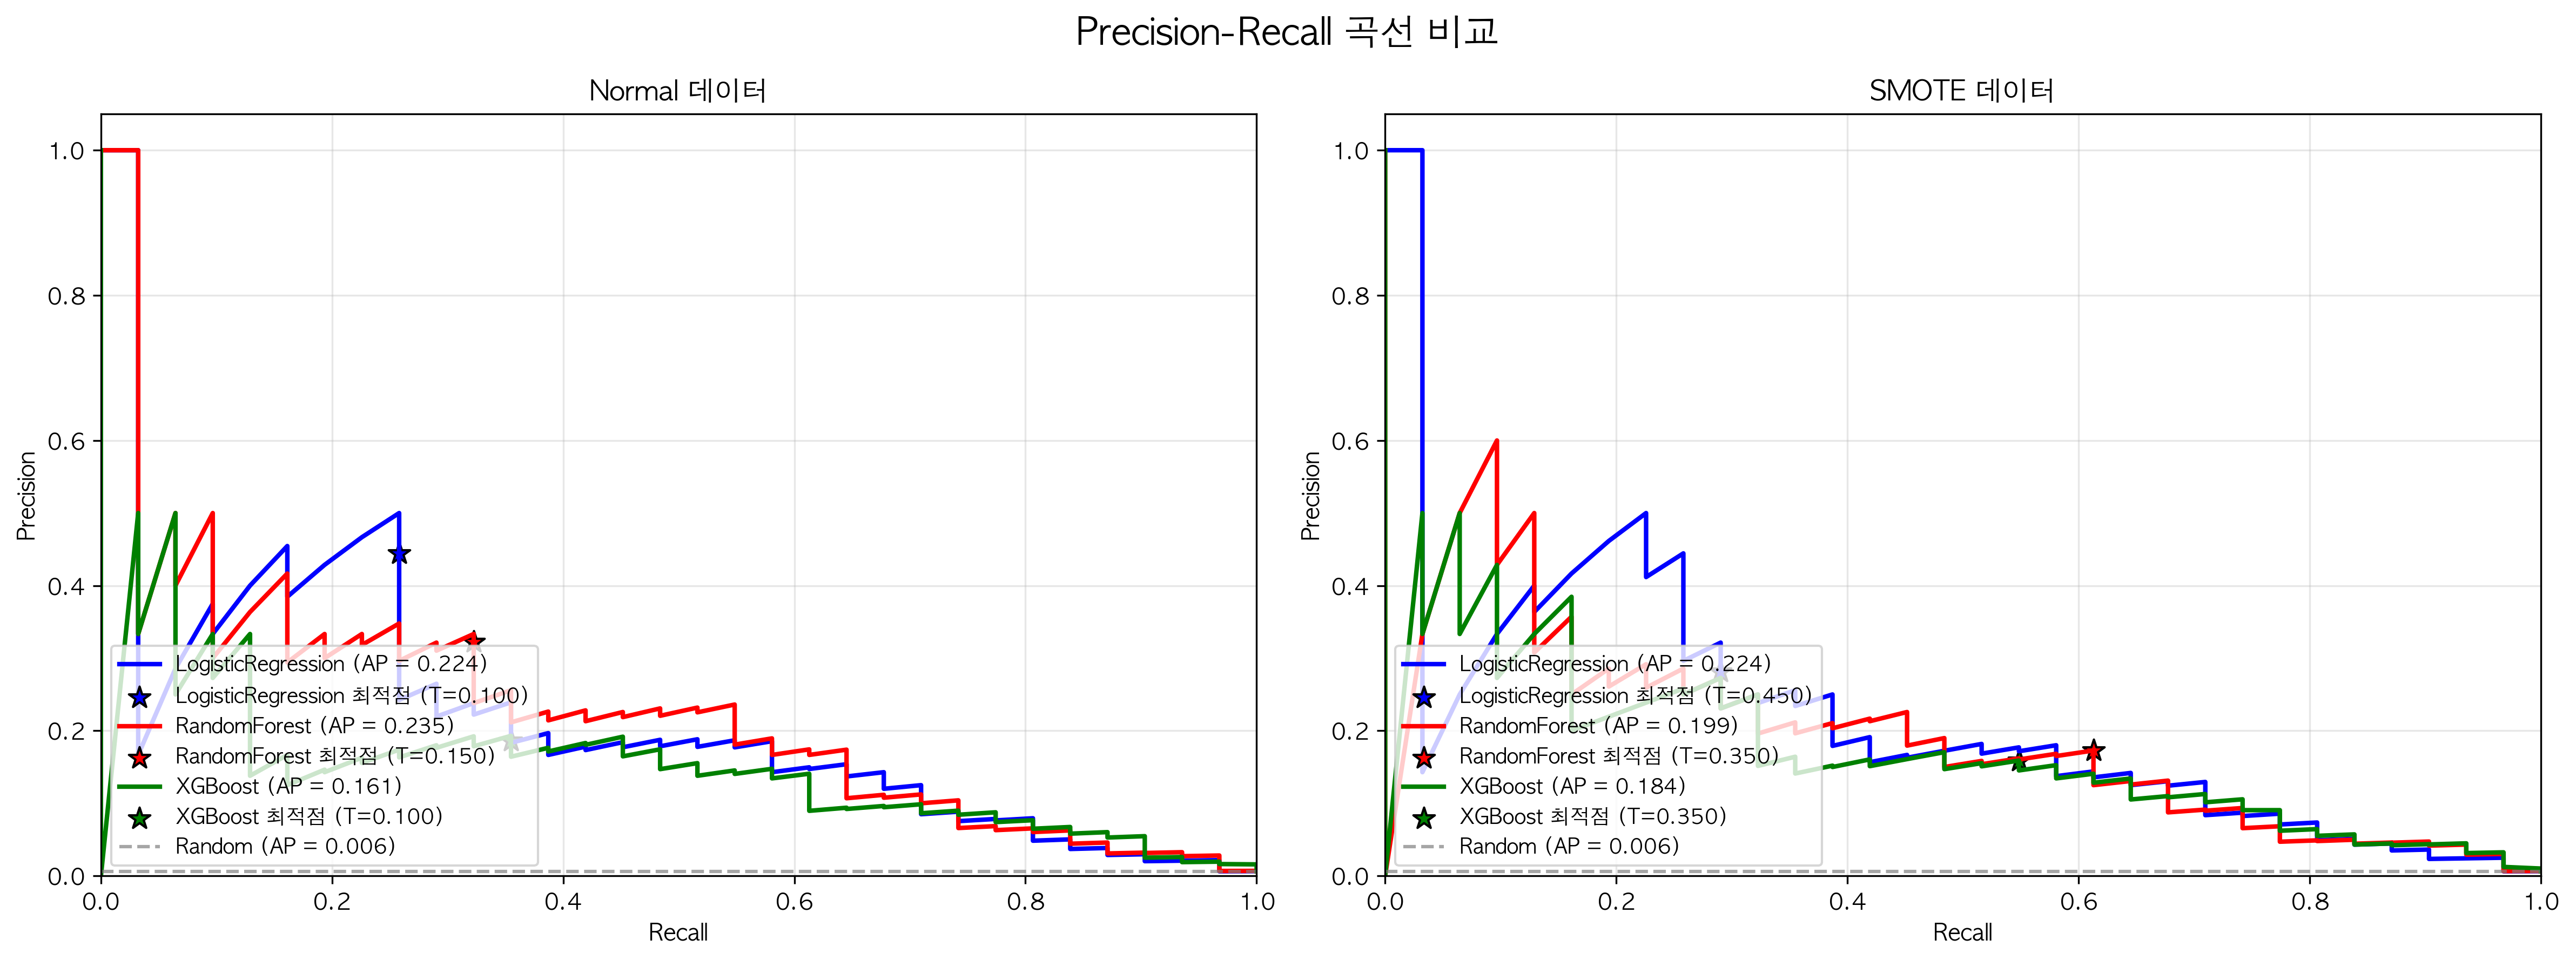 Precision-Recall 곡선 비교
Normal 데이터
Precision
1.0
0.8
0.6
0.4
0.2
0.0
LogisticRegression (AP = 0.224)
LogisticRegression 최적점 (T=0.100)
RandomForest (AP = 0.235)
RandomForest 최적점 (T=0.150)
XGBoost (AP = 0.161)
XGBoost 최적점 (T=0.100)
Random (AP = 0.006)
0.0 0.2 0.4 0.6 0.8 1.0
Recall
SMOTE 데이터
Precision
1.0
0.8
0.6
0.4
0.2
0.0
LogisticRegression (AP = 0.224)
LogisticRegression 최적점 (T=0.450)
RandomForest (AP = 0.199)
RandomForest 최적점 (T=0.350)
XGBoost (AP = 0.184)
XGBoost 최적점 (T=0.350)
Random (AP = 0.006)
0.0 0.2 0.4 0.6 0.8 1.0
Recall